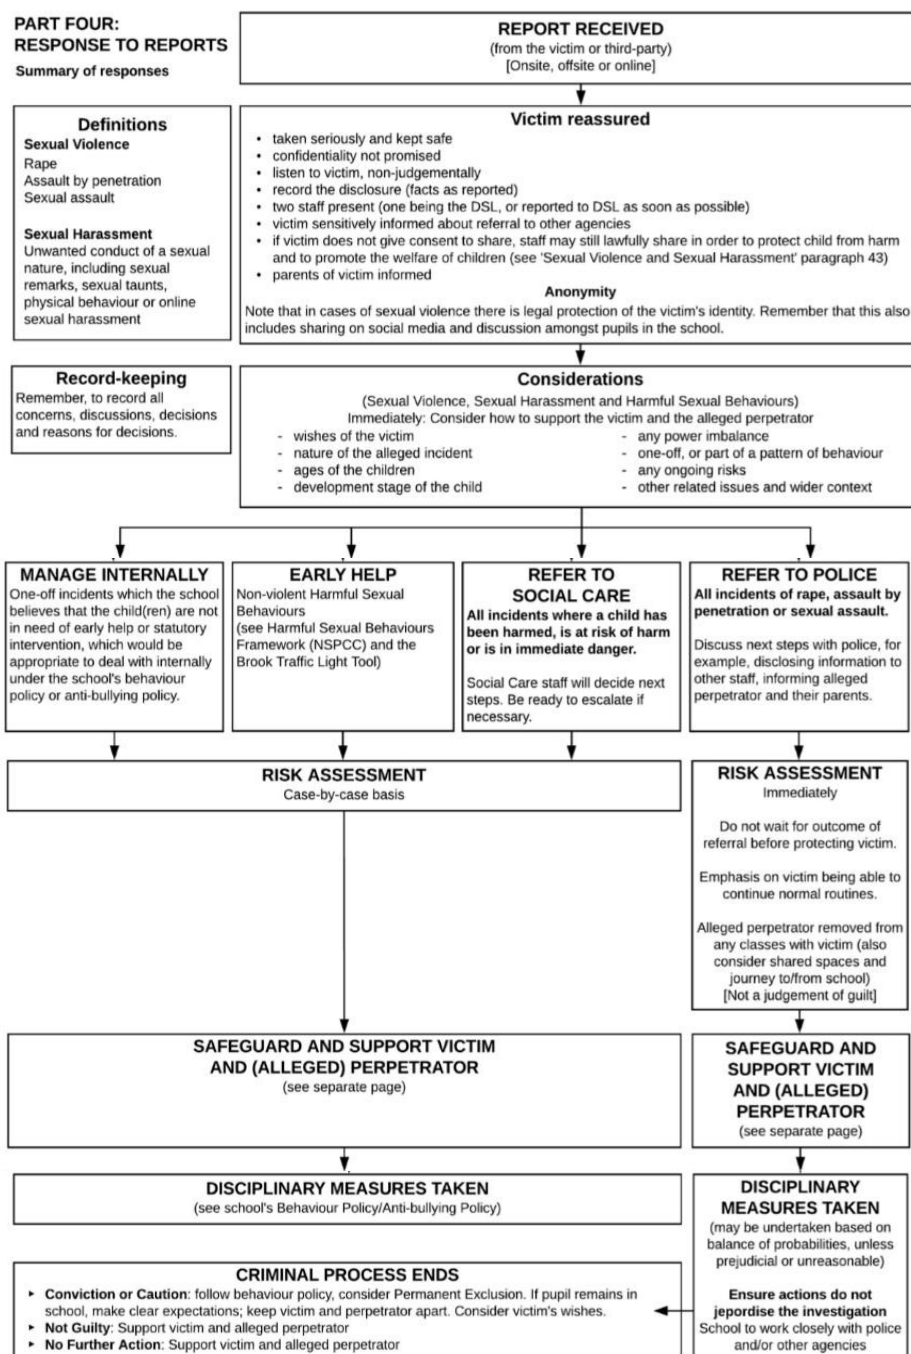 PART FOUR:
RESPONSE TO REPORTS
Summary of responses
REPORT RECEIVED
(from the victim or third-party)
[Onsite, offsite or online]
Definitions
Sexual Violence
Rape
Assault by penetration
Sexual assault
Sexual Harassment
Unwanted conduct of a sexual
nature, including sexual
remarks, sexual taunts,
physical behaviour or online
sexual harassment
Victim reassured
• taken seriously and kept safe
• confidentiality not promised
• listen to victim, non-judgementally
• record the disclosure (facts as reported)
• two staff present (one being the DSL, or reported to DSL as soon as possible)
• victim sensitively informed about referral to other agencies
• if victim does not give consent to share, staff may still lawfully share in order to protect child from harm
and to promote the welfare of children (see 'Sexual Violence and Sexual Harassment' paragraph 43)
• parents of victim informed
Anonymity
Note that in cases of sexual violence there is legal protection of the victim's identity. Remember that this also
includes sharing on social media and discussion amongst pupils in the school.
Record-keeping
Remember, to record all
concerns, discussions, decisions
and reasons for decisions.
Considerations
(Sexual Violence, Sexual Harassment and Harmful Sexual Behaviours)
Immediately: Consider how to support the victim and the alleged perpetrator
- wishes of the victim
- nature of the alleged incident
- ages of the children
- development stage of the child
- any power imbalance
- one-off, or part of a pattern of behaviour
- any ongoing risks
- other related issues and wider context
MANAGE INTERNALLY
One-off incidents which the school
believes that the child(ren) are not
in need of early help or statutory
intervention, which would be
appropriate to deal with internally
under the school's behaviour
policy or anti-bullying policy.
EARLY HELP
Non-violent Harmful Sexual
Behaviours
(see Harmful Sexual Behaviours
Framework (NSPCC) and the
Brook Traffic Light Tool)
REFER TO
SOCIAL CARE
All incidents where a child has
been harmed, is at risk of harm
or is in immediate danger.
Social Care staff will decide next
steps. Be ready to escalate if
necessary.
REFER TO POLICE
All incidents of rape, assault by
penetration or sexual assault.
Discuss next steps with police, for
example, disclosing information to
other staff, informing alleged
perpetrator and their parents.
RISK ASSESSMENT
Case-by-case basis
RISK ASSESSMENT
Immediately
Do not wait for outcome of
referral before protecting victim.
Emphasis on victim being able to
continue normal routines.
Alleged perpetrator removed from
any classes with victim (also
consider shared spaces and
journey to/from school)
[Not a judgement of guilt]
SAFEGUARD AND SUPPORT VICTIM
AND (ALLEGED) PERPETRATOR
(see separate page)
SAFEGUARD AND
SUPPORT VICTIM
AND (ALLEGED)
PERPETRATOR
(see separate page)
DISCIPLINARY MEASURES TAKEN
(see school's Behaviour Policy/Anti-bullying Policy)
DISCIPLINARY
MEASURES TAKEN
(may be undertaken based on
balance of probabilities, unless
prejudicial or unreasonable)
Ensure actions do not
jepordise the investigation
School to work closely with police
and/or other agencies
CRIMINAL PROCESS ENDS
▸ Conviction or Caution: follow behaviour policy, consider Permanent Exclusion. If pupil remains in
school, make clear expectations; keep victim and perpetrator apart. Consider victim's wishes.
▸ Not Guilty: Support victim and alleged perpetrator
▸ No Further Action: Support victim and alleged perpetrator